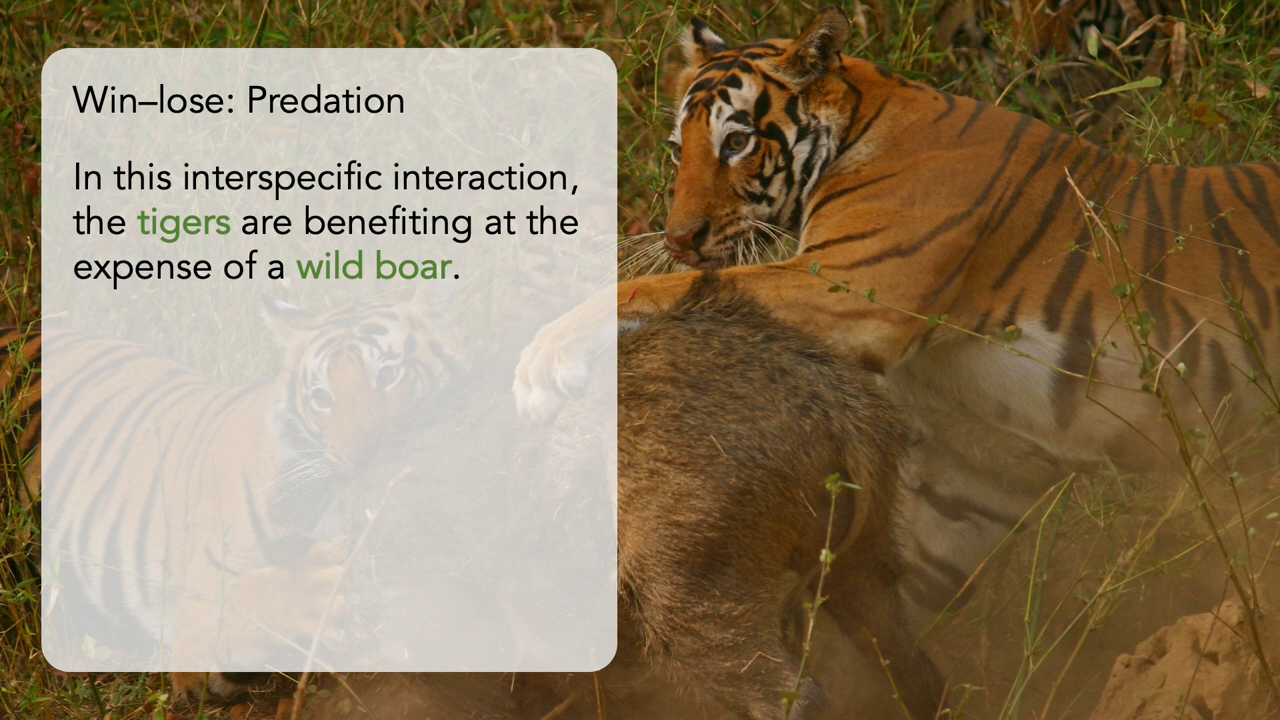 Win–lose: Predation
In this interspecific interaction,
the tigers are benefiting at the
expense of a wild boar.